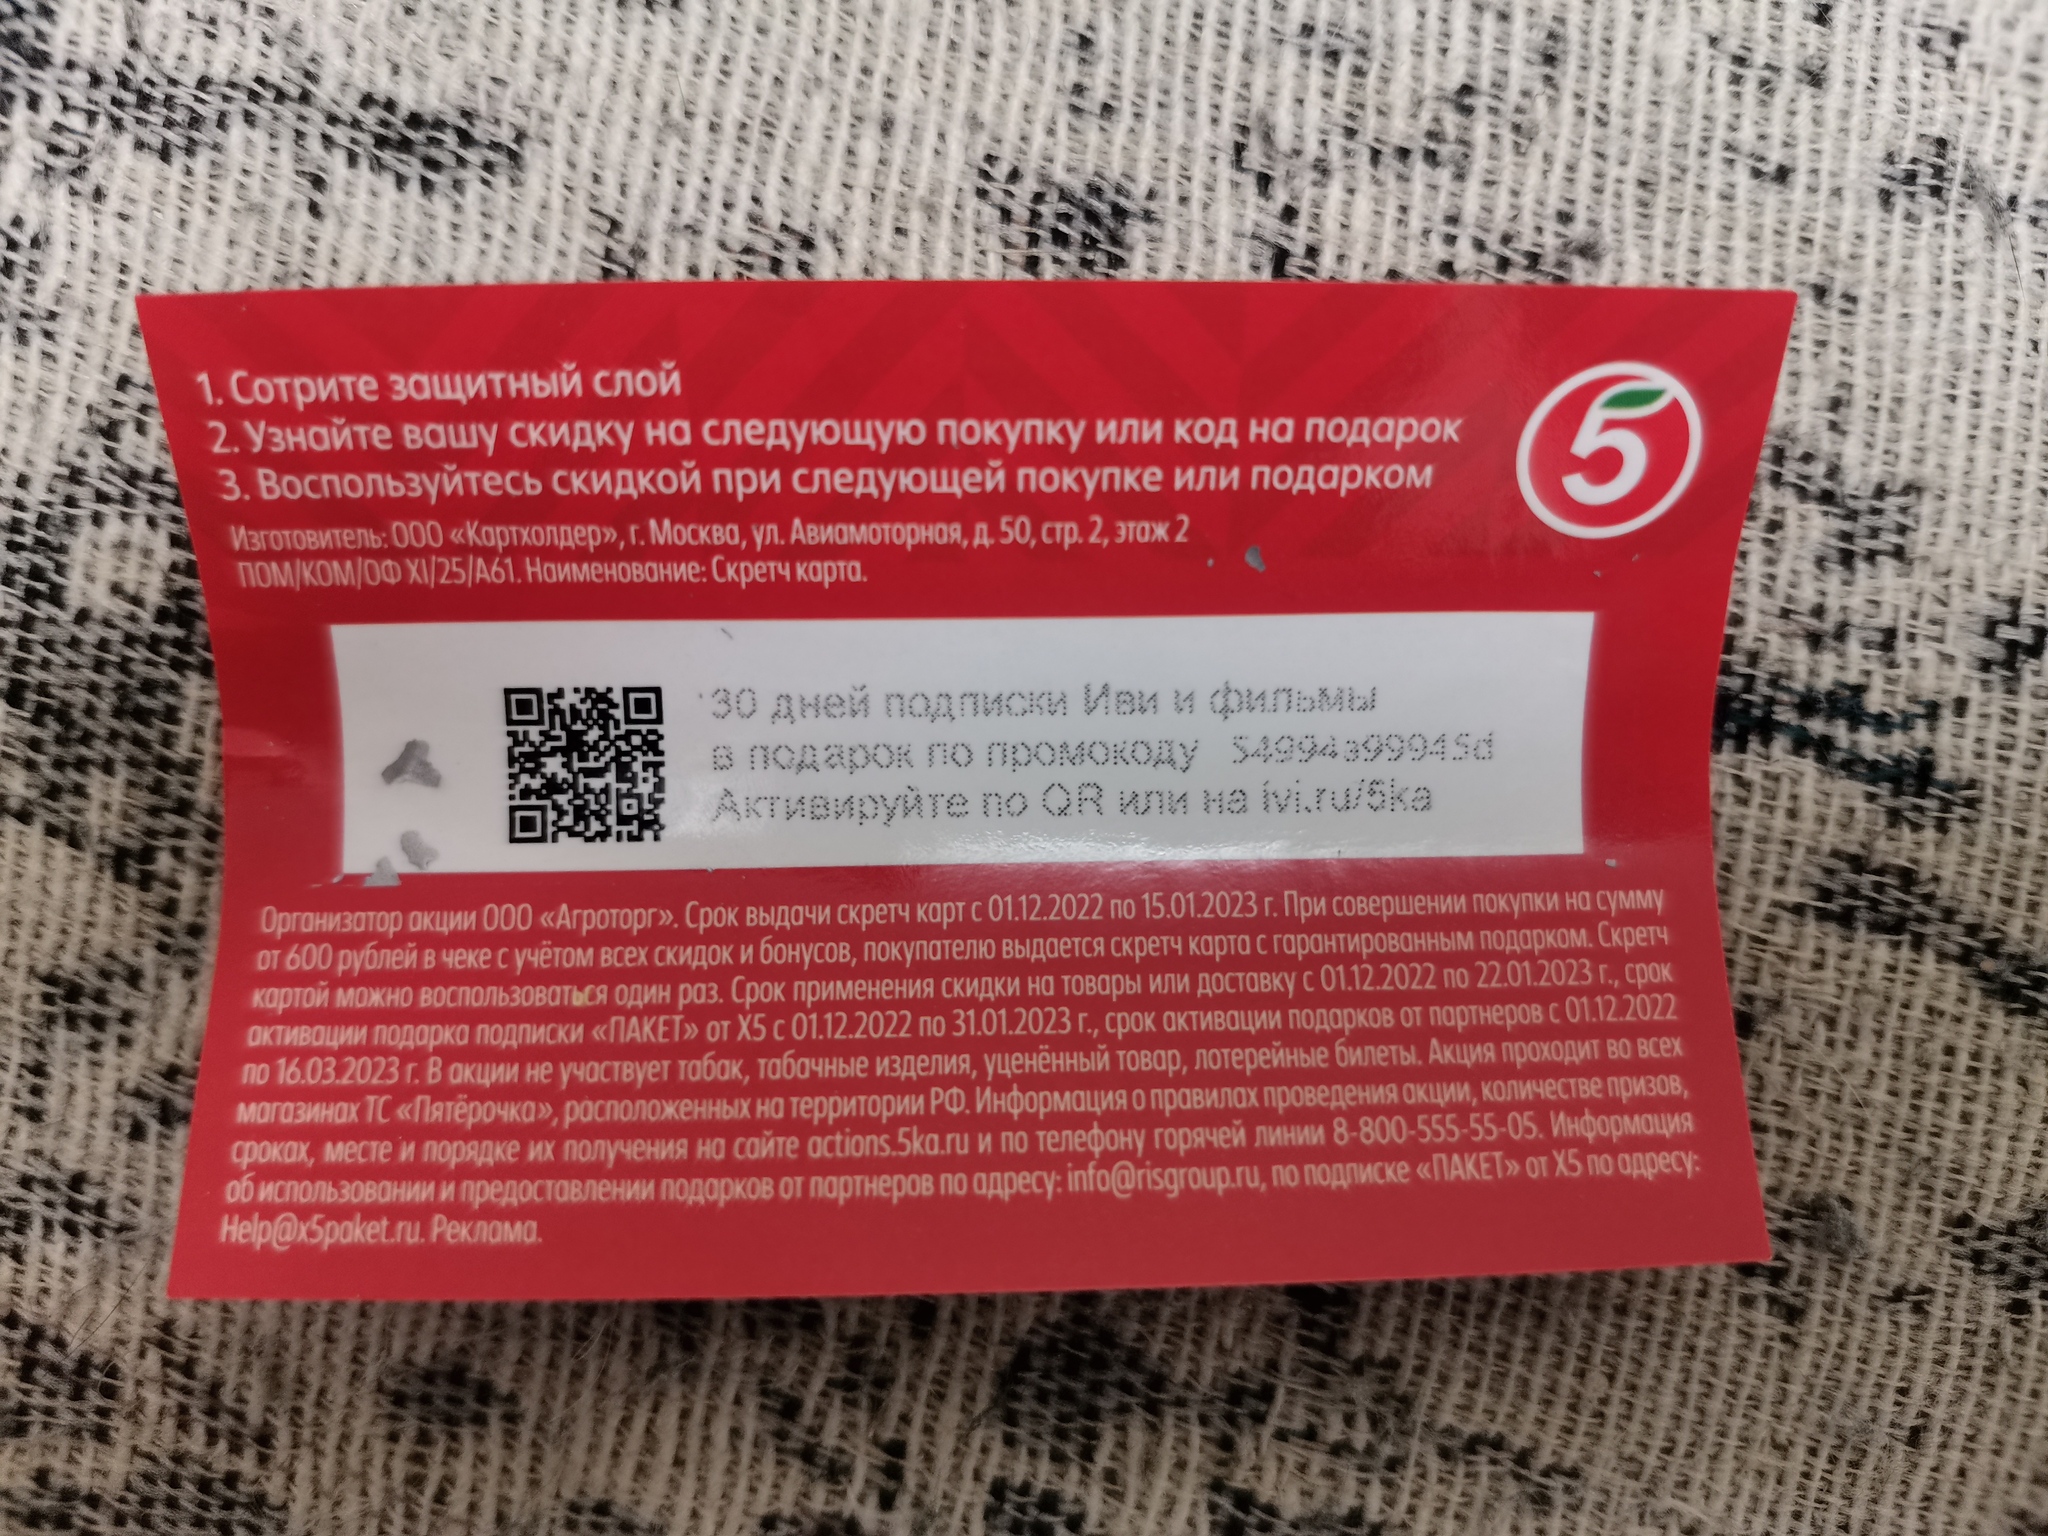 1. Сотрите защитный слой
2. Узнайте вашу скидку на следующую покупку или код на подарок
3. Воспользуйтесь скидкой при следующей покупке или подарком
Изготовитель: ООО «Картхолдер», г. Москва, ул. Авиамоторная, д. 50, стр. 2, этаж 2
ПОМ/КОМ/ОФ XI/25/А61. Наименование: Скретч карта.
5
30 дней подписки Иви и фильмы
в подарок по промокоду 54994a99945d
Активируйте по QR или на ivi.ru/5ka
Организатор акции ООО «Агроторг». Срок выдачи скретч карт с 01.12.2022 по 15.01.2023 г. При совершении покупки на сумму
от 600 рублей в чеке с учётом всех скидок и бонусов, покупателю выдается скретч карта с гарантированным подарком. Скретч
картой можно воспользоваться один раз. Срок применения скидки на товары или доставку с 01.12.2022 по 22.01.2023 г., срок
активации подарка подписки «ПАКЕТ» от X5 с 01.12.2022 по 31.01.2023 г., срок активации подарков от партнеров с 01.12.2022
по 16.03.2023 г. В акции не участвует табак, табачные изделия, уценённый товар, лотерейные билеты. Акция проходит во всех
магазинах ТС «Пятёрочка», расположенных на территории РФ. Информация о правилах проведения акции, количестве призов,
сроках, месте и порядке их получения на сайте actions.5ka.ru и по телефону горячей линии 8-800-555-55-05. Информация
об использовании и предоставлении подарков от партнеров по адресу: info@risgroup.ru, по подписке «ПАКЕТ» от X5 по адресу:
Help@x5paket.ru. Реклама.